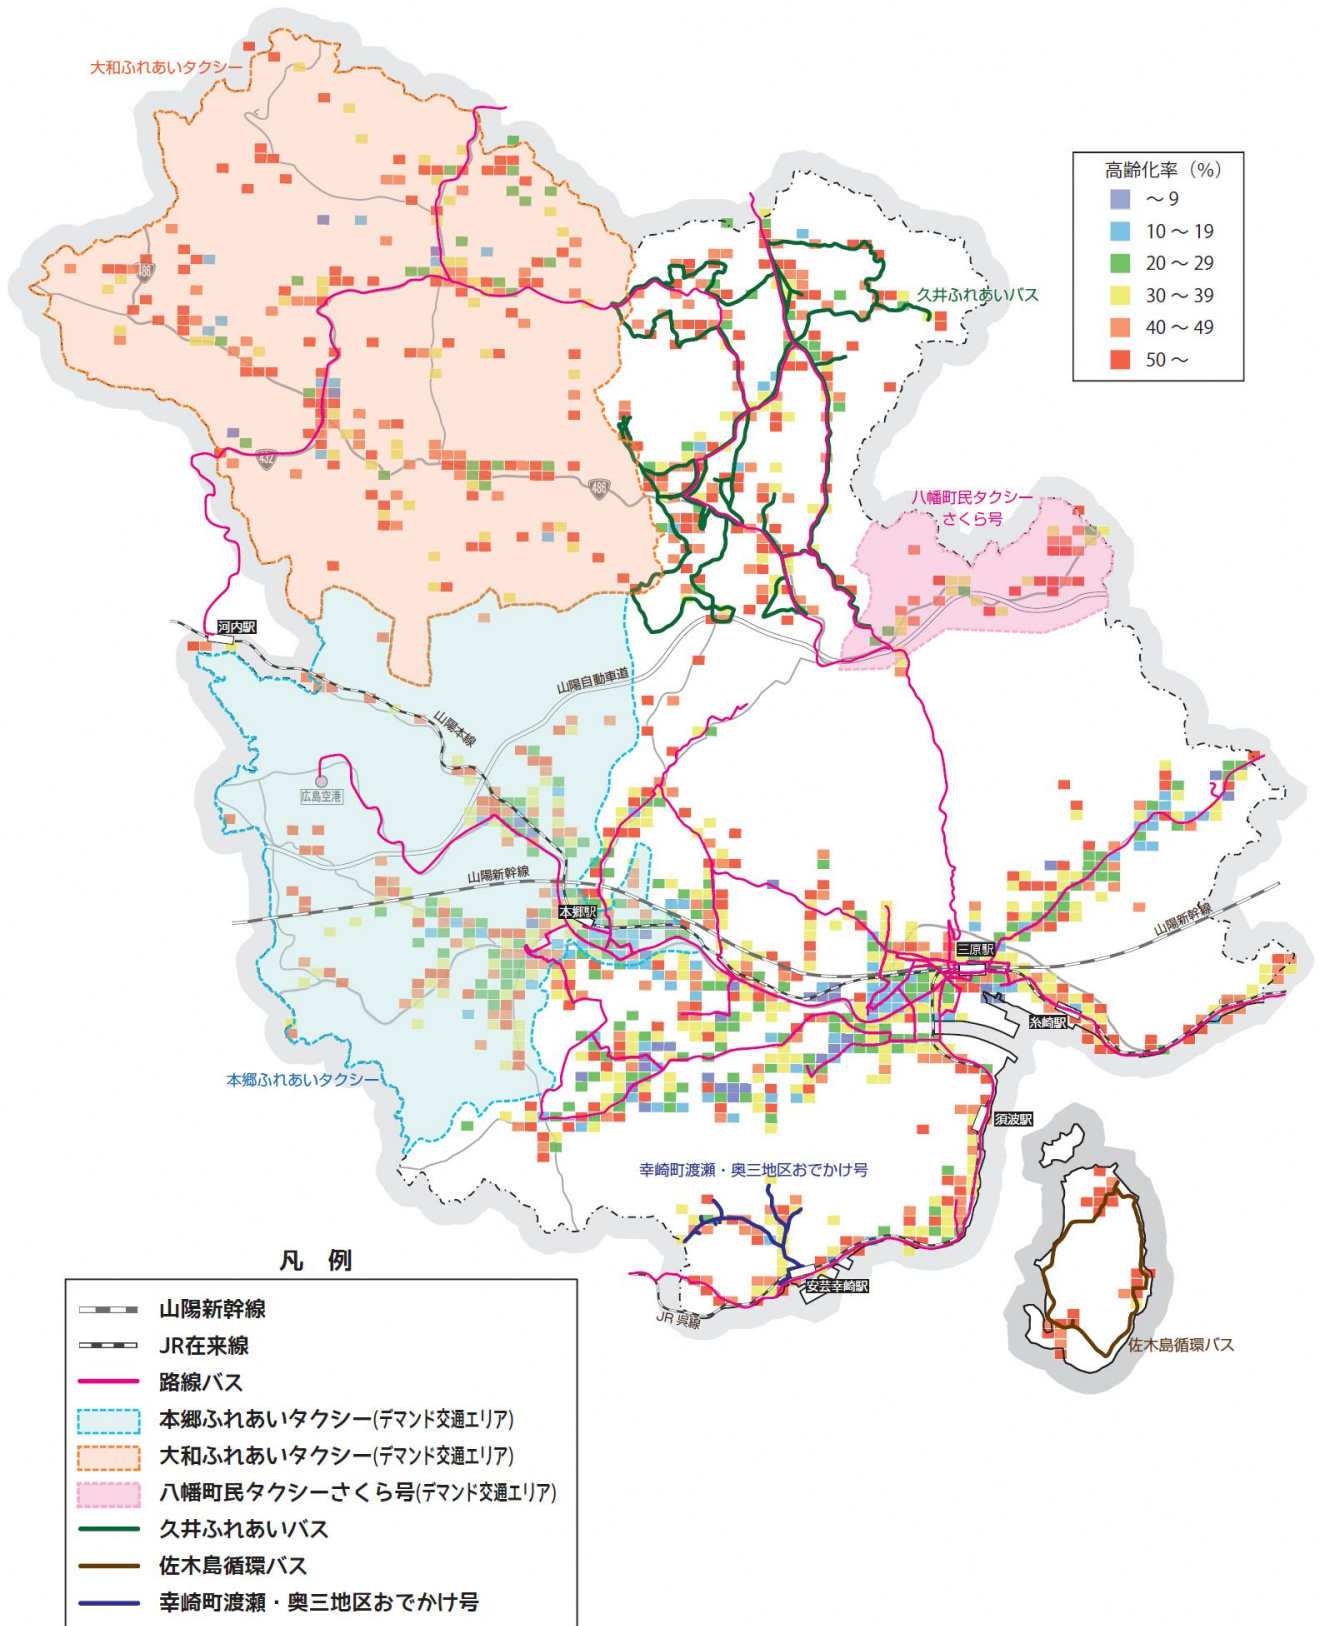 大和ふれあいタクシー
高齢化率（%）
～ 9
10 ～ 19
20 ～ 29
30 ～ 39
40 ～ 49
50 ～
486
久井ふれあいバス
432
486
八幡町民タクシー
さくら号
河内駅
山陽自動車道
山陽本線
広島空港
山陽新幹線
本郷駅
山陽新幹線
三原駅
糸崎駅
本郷ふれあいタクシー
須波駅
幸崎町渡瀬・奥三地区おでかけ号
安芸幸崎駅
JR 呉線
佐木島循環バス
凡　例
山陽新幹線
JR在来線
路線バス
本郷ふれあいタクシー(デマンド交通エリア)
大和ふれあいタクシー(デマンド交通エリア)
八幡町民タクシーさくら号(デマンド交通エリア)
久井ふれあいバス
佐木島循環バス
幸崎町渡瀬・奥三地区おでかけ号